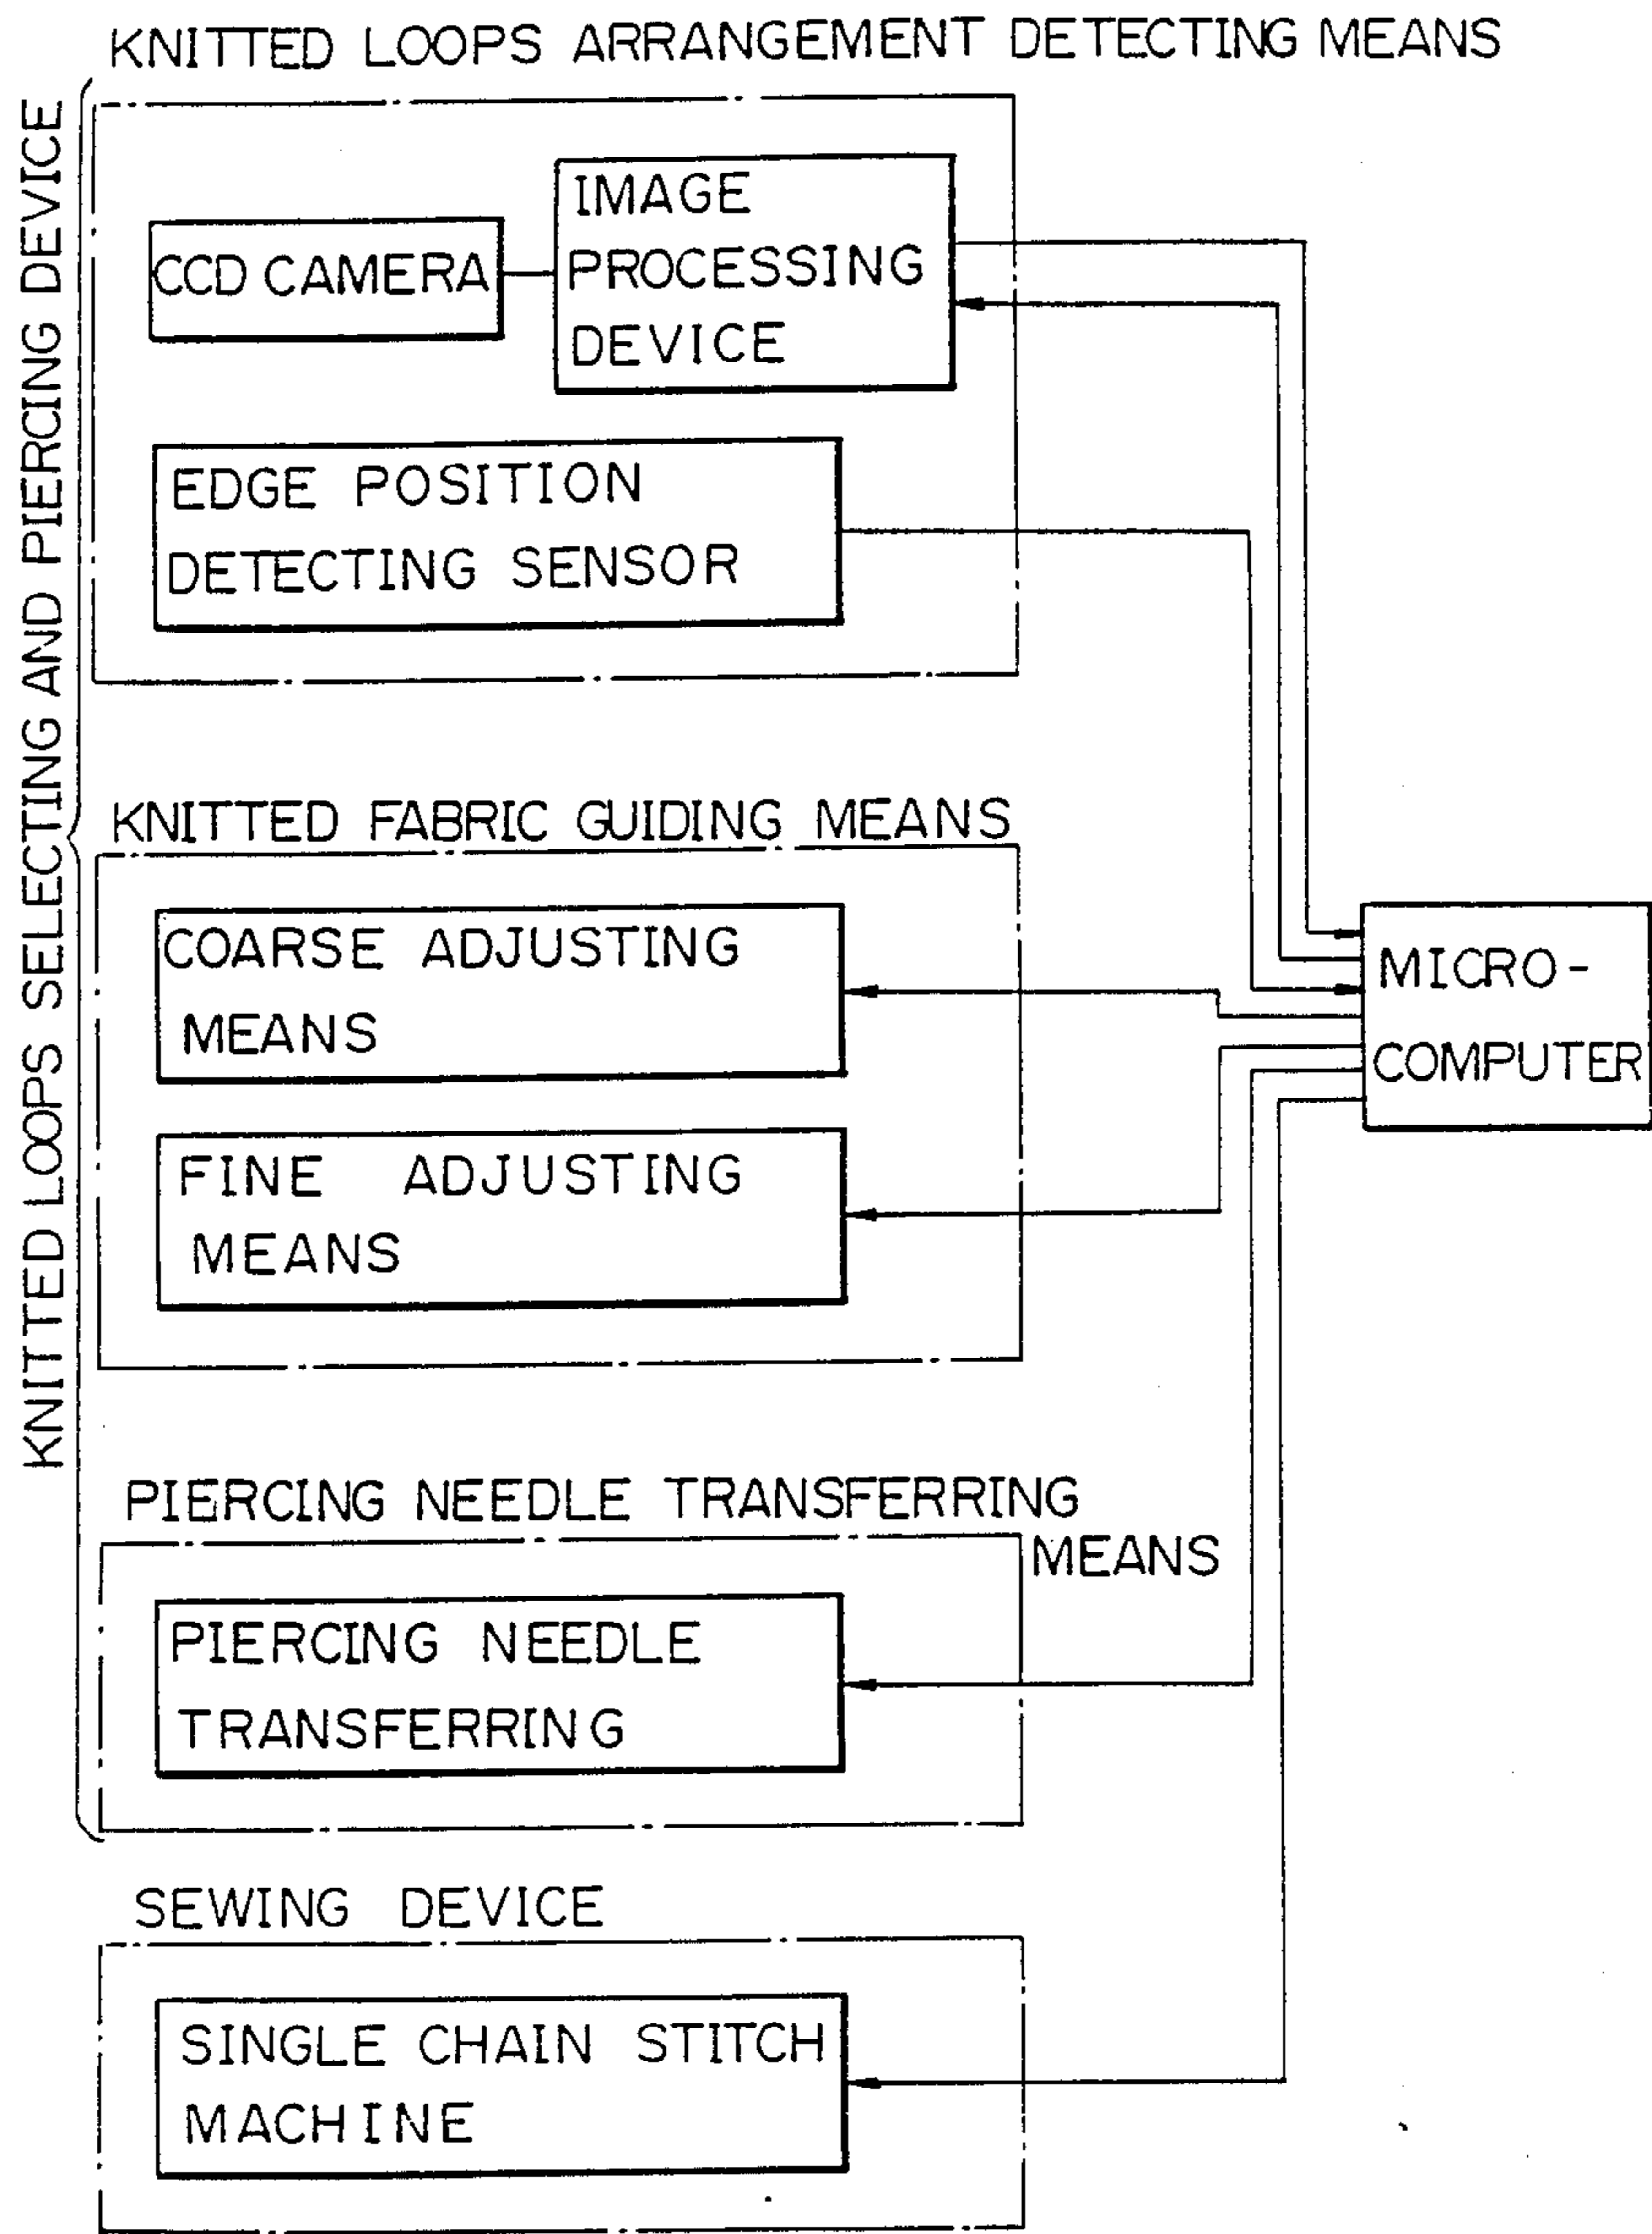 KNITTED LOOPS ARRANGEMENT DETECTING MEANS
KNITTED LOOPS SELECTING AND PIERCING DEVICE
CCD CAMERA
IMAGE
PROCESSING
DEVICE
EDGE POSITION
DETECTING SENSOR
KNITTED FABRIC GUIDING MEANS
COARSE ADJUSTING
MEANS
MICRO-
COMPUTER
FINE ADJUSTING
MEANS
PIERCING NEEDLE TRANSFERRING
MEANS
PIERCING NEEDLE
TRANSFERRING
SEWING DEVICE
SINGLE CHAIN STITCH
MACHINE